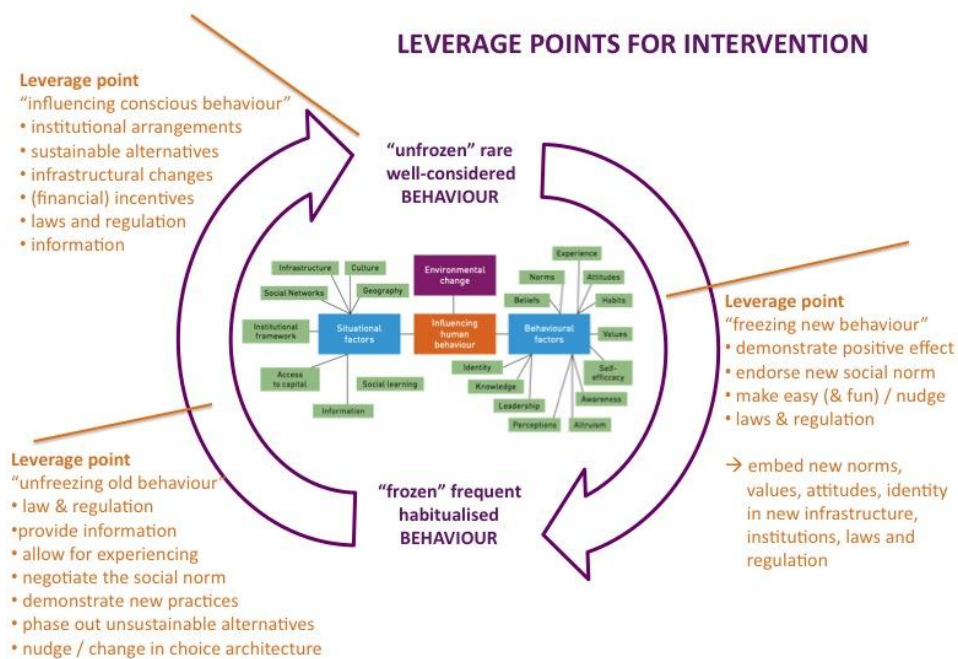 LEVERAGE POINTS FOR INTERVENTION
Leverage point
“influencing conscious behaviour”
• institutional arrangements
• sustainable alternatives
• infrastructural changes
• (financial) incentives
• laws and regulation
• information
“unfrozen” rare
well-considered
BEHAVIOUR
Infrastructure
Culture
Social Networks
Geography
Institutional
framework
Situational
factors
Access
to capital
Social learning
Information
Environmental
change
Influencing
human
behaviour
Experience
Norms
Attitudes
Beliefs
Habits
Behavioural
factors
Values
Identity
Self-
efficcacy
Knowledge
Awareness
Leadership
Perceptions
Altruism
Leverage point
“freezing new behaviour”
• demonstrate positive effect
• endorse new social norm
• make easy (& fun) / nudge
• laws & regulation
→ embed new norms,
values, attitudes, identity
in new infrastructure,
institutions, laws and
regulation
Leverage point
“unfreezing old behaviour”
• law & regulation
•provide information
• allow for experiencing
• negotiate the social norm
• demonstrate new practices
• phase out unsustainable alternatives
• nudge / change in choice architecture
“frozen” frequent
habitualised
BEHAVIOUR